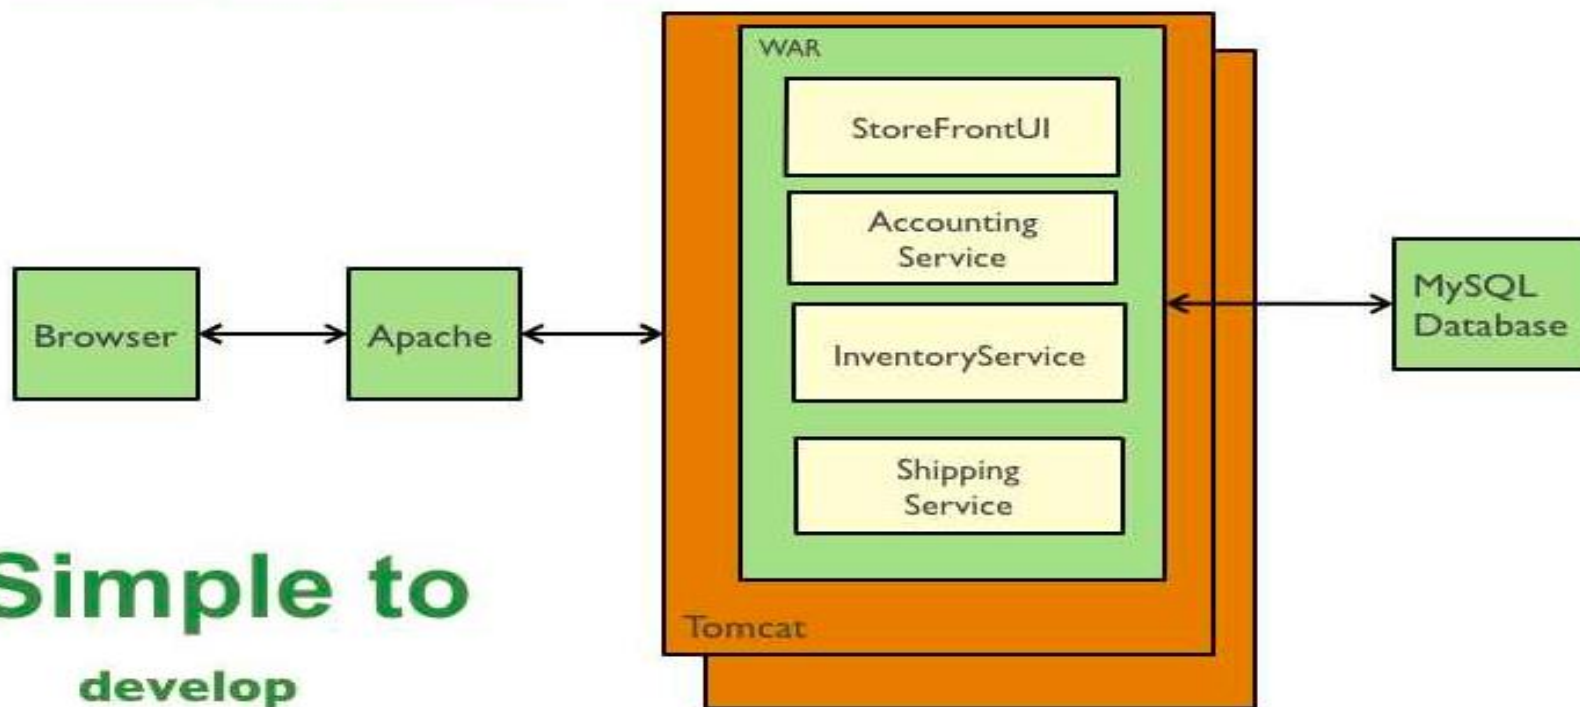 WAR
StoreFrontUI
Accounting
Service
InventoryService
Shipping
Service
Tomcat
Browser
Apache
MySQL
Database
Simple to
develop